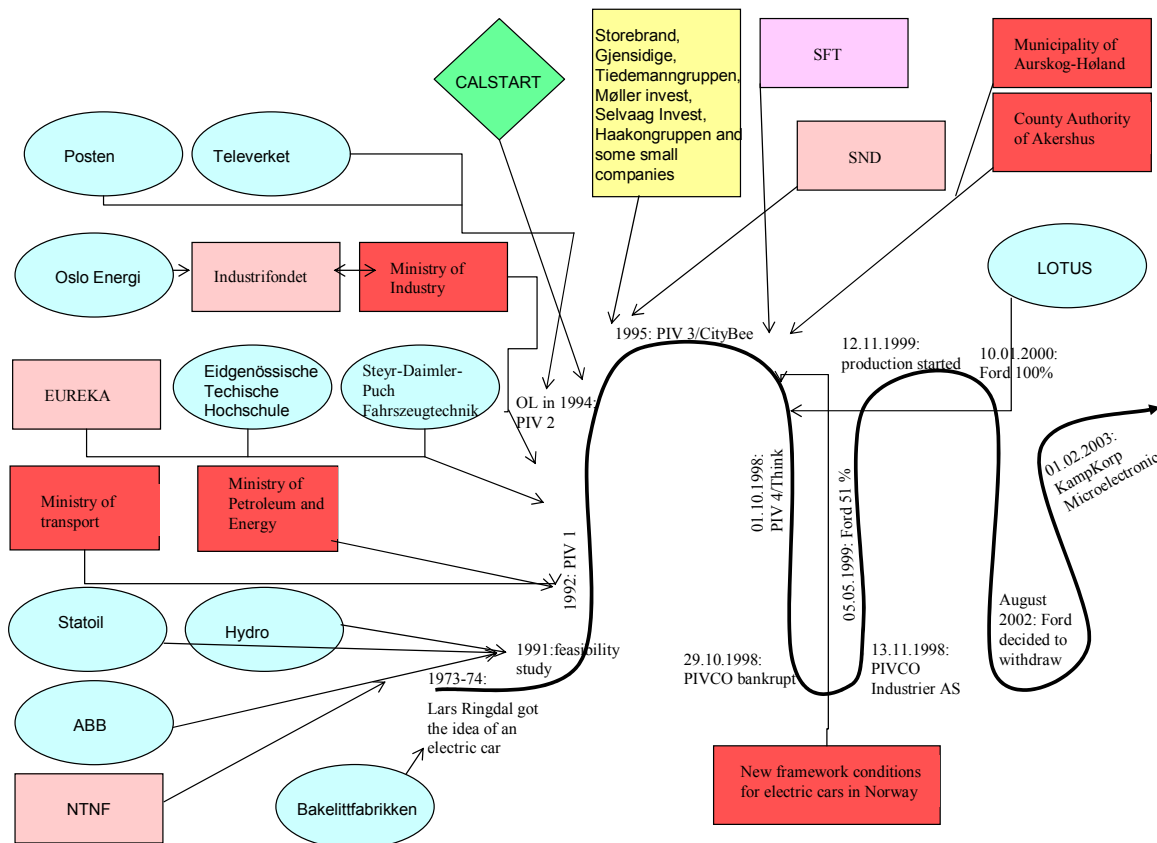 Storebrand,
Gjensidige,
Tiedemanngruppen,
Møller invest,
Selvaag Invest,
Haakongruppen and
some small
companies
SFT
Municipality of
Aurskog-Høland
CALSTART
County Authority
of Akershus
Posten
Televerket
SND
Oslo Energi
Industrifondet
Ministry of
Industry
LOTUS
1995: PIV 3/CityBee
12.11.1999:
production started
10.01.2000:
Ford 100%
EUREKA
Eidgenössische
Techische
Hochschule
Steyr-Daimler-
Puch
Fahrszeugtechnik
OL in 1994:
PIV 2
Ministry of
transport
Ministry of
Petroleum and
Energy
1992: PIV 1
01.10.1998:
PIV 4/Think
05.05.1999: Ford 51 %
01.02.2003:
KampKorp
Microelectronic
Statoil
Hydro
1991:feasibility
study
29.10.1998:
PIVCO bankrupt
13.11.1998:
PIVCO
Industrier AS
August
2002: Ford
decided to
withdraw
1973-74:
Lars Ringdal got
the idea of an
electric car
ABB
NTNF
Bakelittfabrikken
New framework conditions
for electric cars in Norway